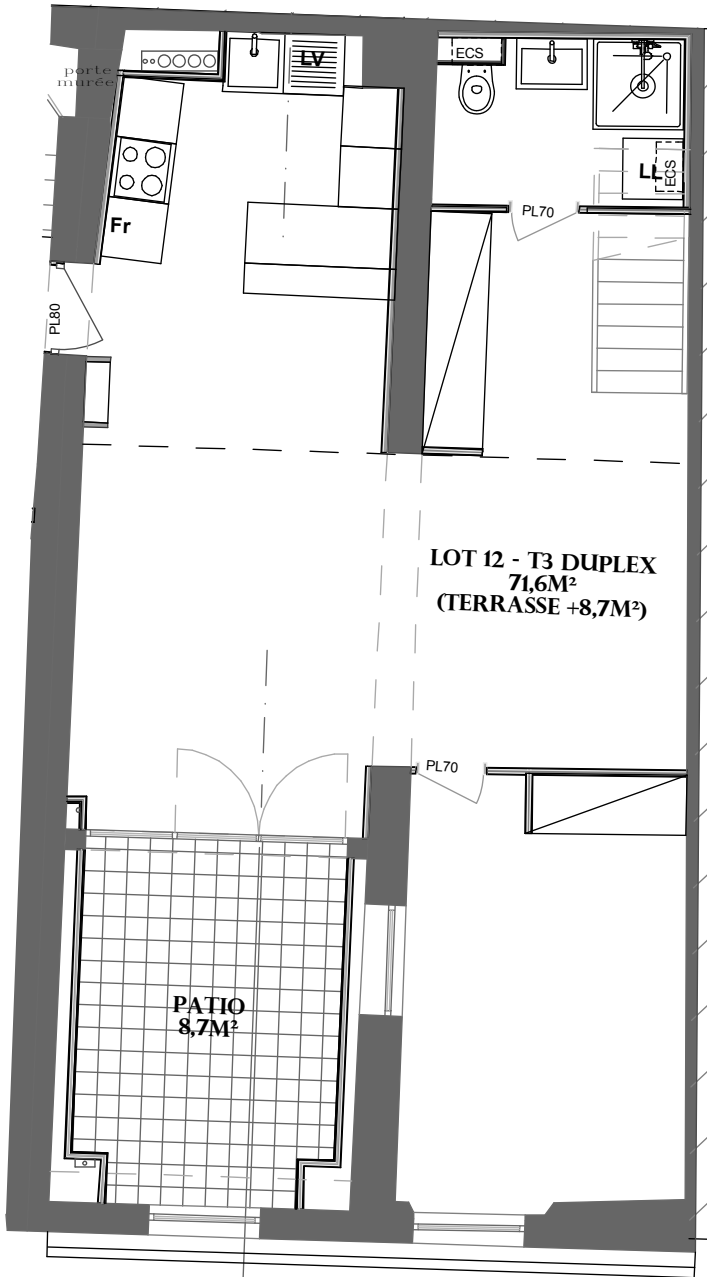 porte
murée
LV
ECS
LL
ECS
Fr
PL70
PL80
LOT 12 - T3 DUPLEX
71,6M²
(TERRASSE +8,7M²)
PL70
PATIO
8,7M²